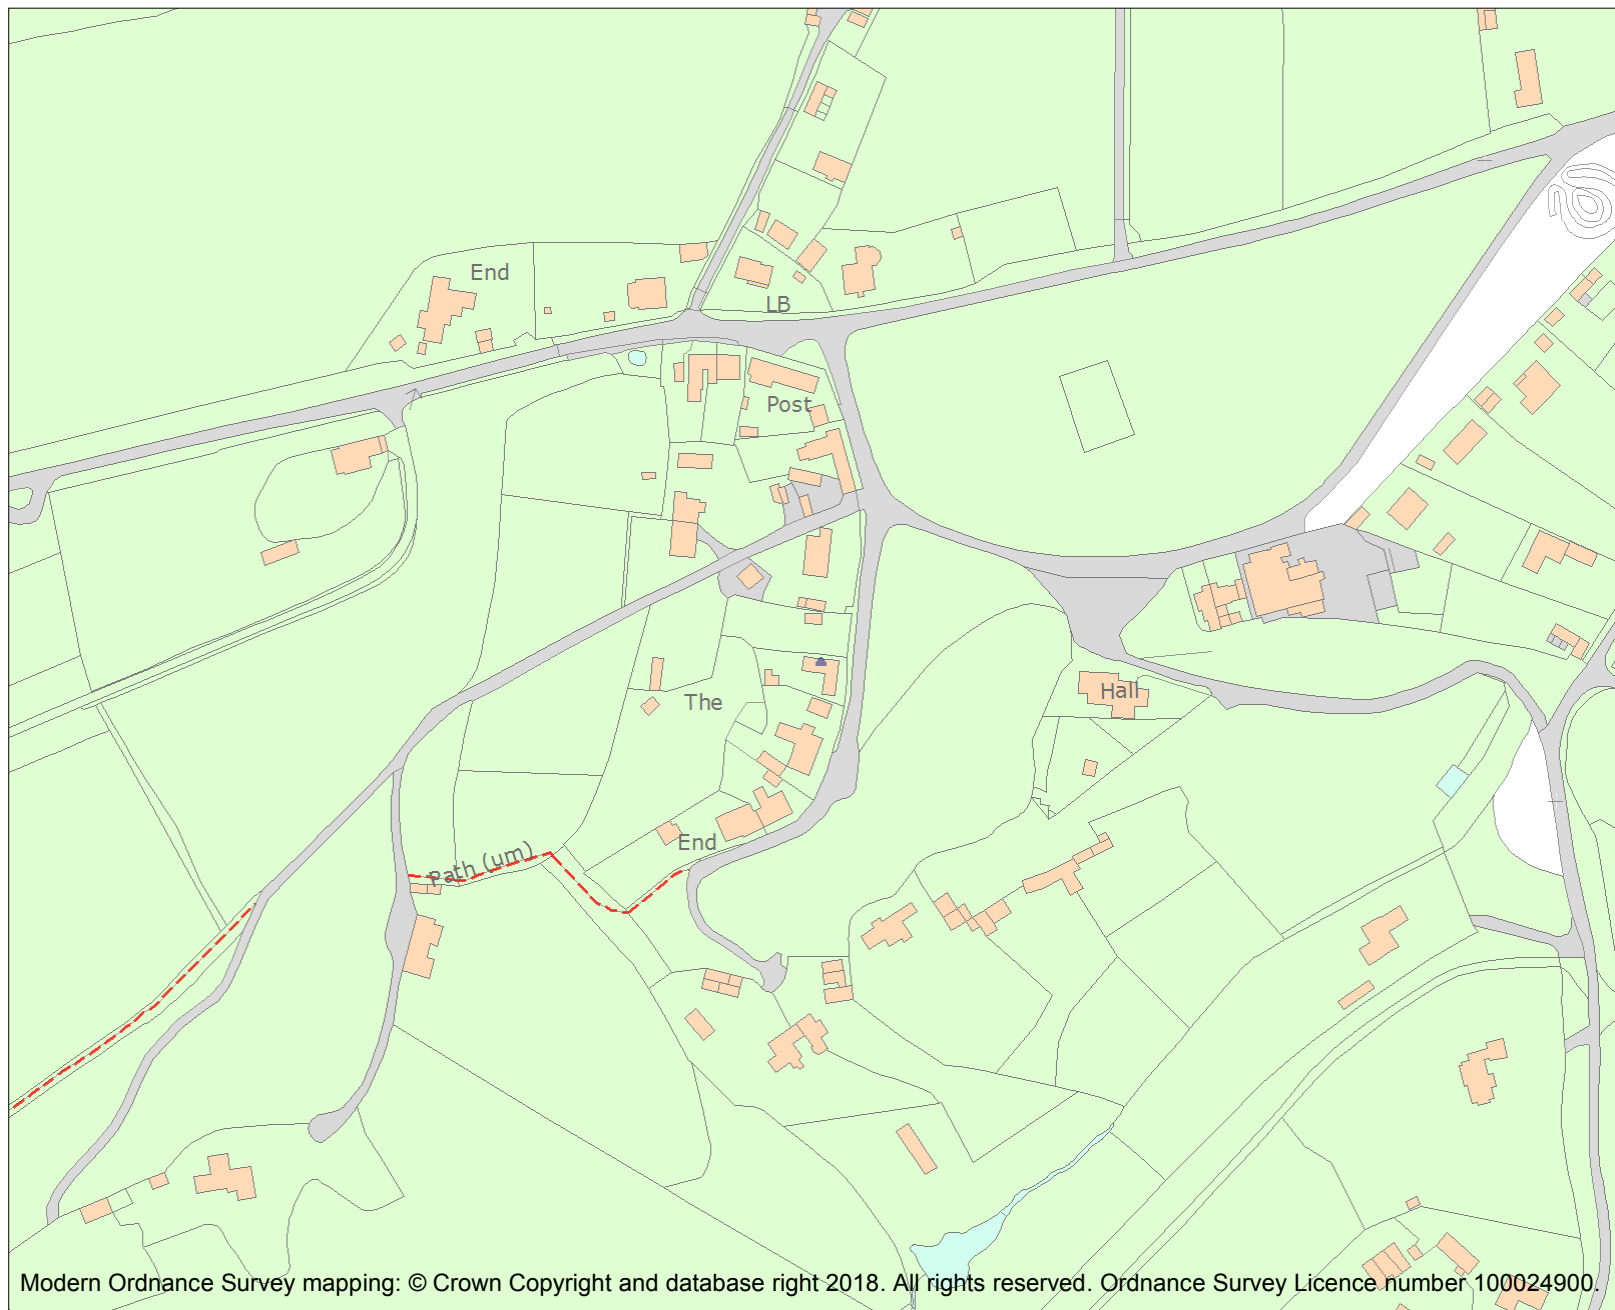 End
LB
Post
The
Hall
End
Path (um)
Modern Ordnance Survey mapping: © Crown Copyright and database right 2018. All rights reserved. Ordnance Survey Licence number 100024900.